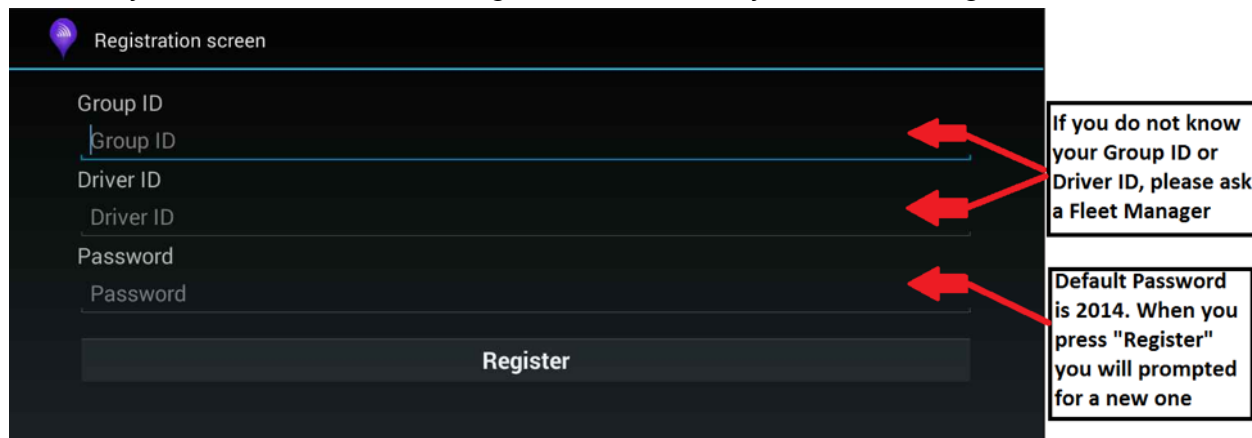 Registration screen
Group ID
Group ID
Driver ID
Driver ID
Password
Password
Register
If you do not know
your Group ID or
Driver ID, please ask
a Fleet Manager
Default Password
is 2014. When you
press "Register"
you will prompted
for a new one